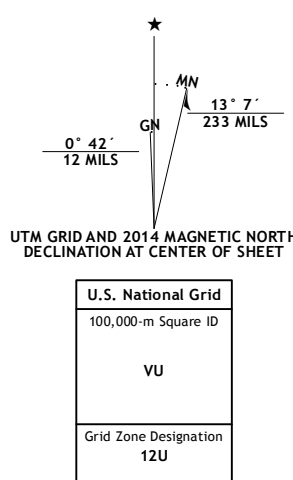 MN
13° 7´
233 MILS
GN
0° 42´
12 MILS
UTM GRID AND 2014 MAGNETIC NORTH
DECLINATION AT CENTER OF SHEET
U.S. National Grid
100,000-m Square ID
VU
Grid Zone Designation
12U